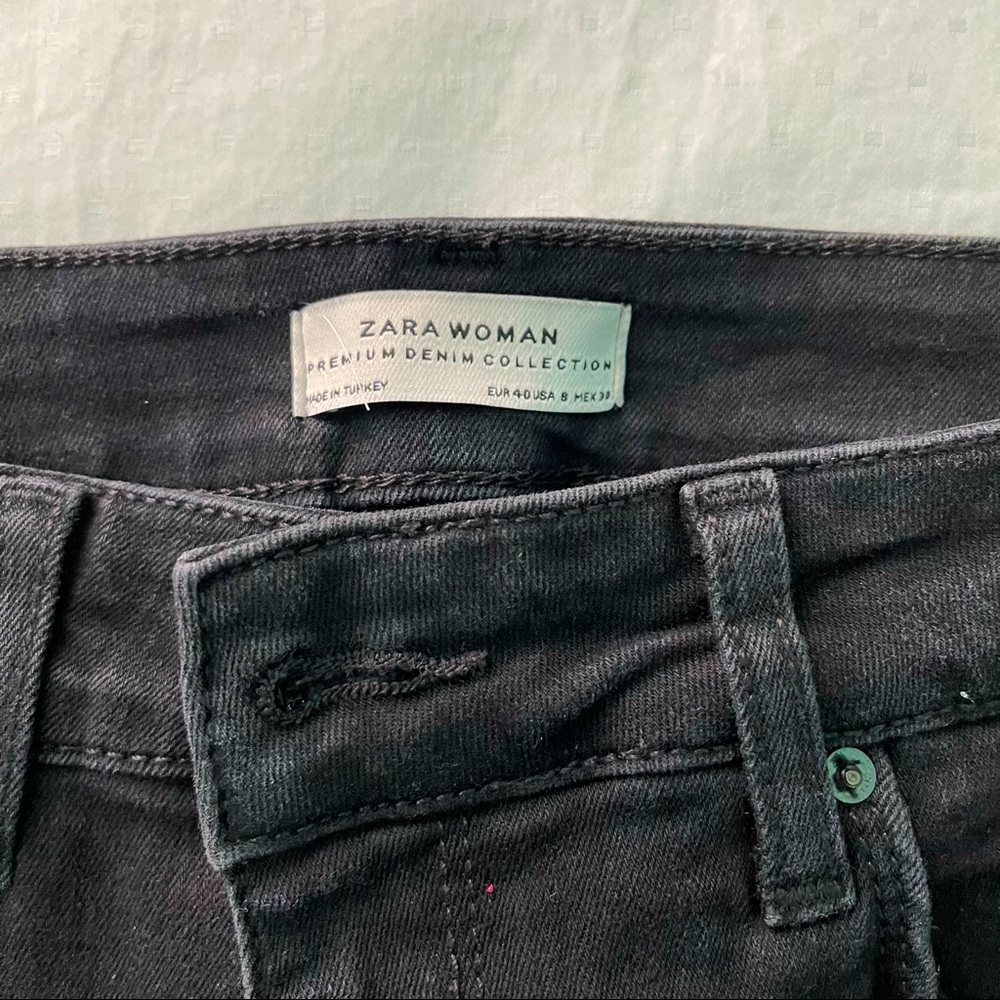 ZARA WOMAN
PREMIUM DENIM COLLECTION
MADE IN TURKEY EUR 40 USA 8 MEX 30